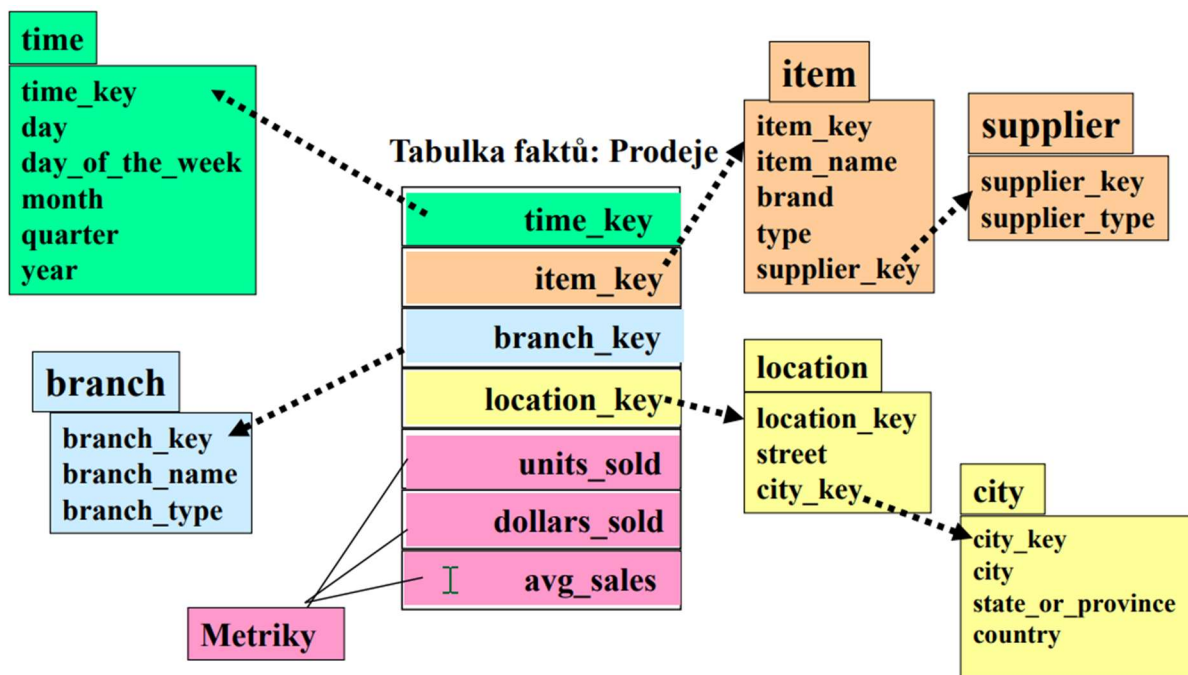 time
time_key
day
day_of_the_week
month
quarter
year
Tabulka faktů: Prodeje
time_key
item_key
branch_key
location_key
units_sold
dollars_sold
avg_sales
Metriky
branch
branch_key
branch_name
branch_type
item
item_key
item_name
brand
type
supplier_key
supplier
supplier_key
supplier_type
location
location_key
street
city_key
city
city_key
city
state_or_province
country